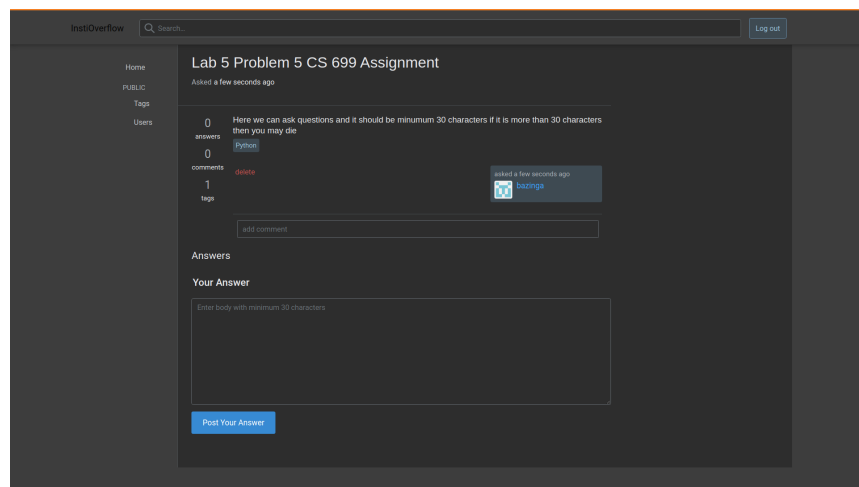 InstiOverflow
Search...
Log out
Home
PUBLIC
Tags
Users
Lab 5 Problem 5 CS 699 Assignment
Asked a few seconds ago
0
answers
0
comments
1
tags
Here we can ask questions and it should be minumum 30 characters if it is more than 30 characters
then you may die
Python
delete
asked a few seconds ago
bazinga
add comment
Answers
Your Answer
Enter body with minimum 30 characters
Post Your Answer